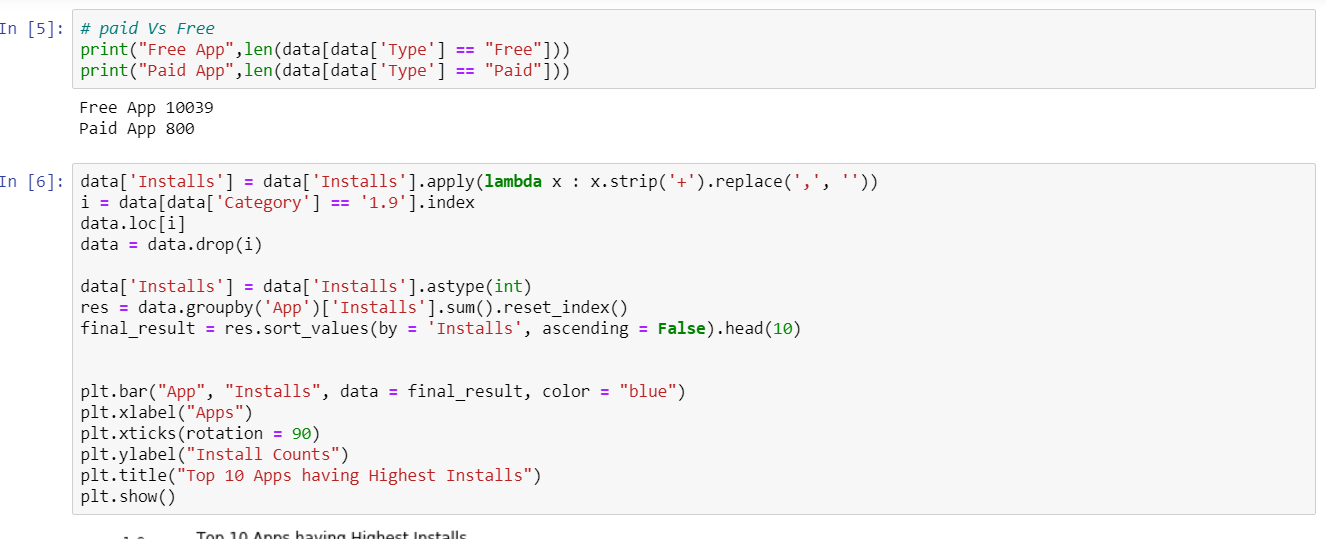 In [5]: # paid Vs Free
print("Free App",len(data[data['Type'] == "Free"]))
print("Paid App",len(data[data['Type'] == "Paid"]))
Free App 10039
Paid App 800
In [6]: data['Installs'] = data['Installs'].apply(lambda x : x.strip('+').replace(',', ''))
i = data[data['Category'] == '1.9'].index
data.loc[i]
data = data.drop(i)
data['Installs'] = data['Installs'].astype(int)
res = data.groupby('App')['Installs'].sum().reset_index()
final_result = res.sort_values(by = 'Installs', ascending = False).head(10)
plt.bar("App", "Installs", data = final_result, color = "blue")
plt.xlabel("Apps")
plt.xticks(rotation = 90)
plt.ylabel("Install Counts")
plt.title("Top 10 Apps having Highest Installs")
plt.show()
Top 10 Apps having Highest Installs